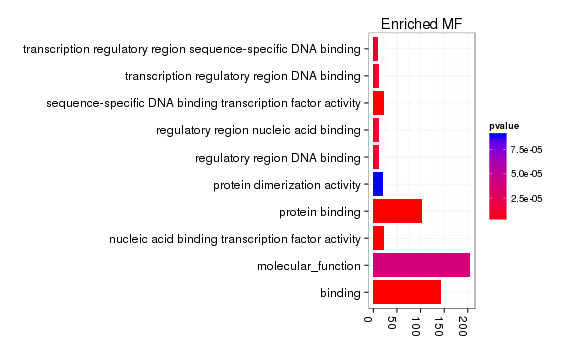 Enriched MF
transcription regulatory region sequence-specific DNA binding
transcription regulatory region DNA binding
sequence-specific DNA binding transcription factor activity
regulatory region nucleic acid binding
regulatory region DNA binding
protein dimerization activity
protein binding
nucleic acid binding transcription factor activity
molecular_function
binding
0
50
100
150
200
pvalue
7.5e-05
5.0e-05
2.5e-05